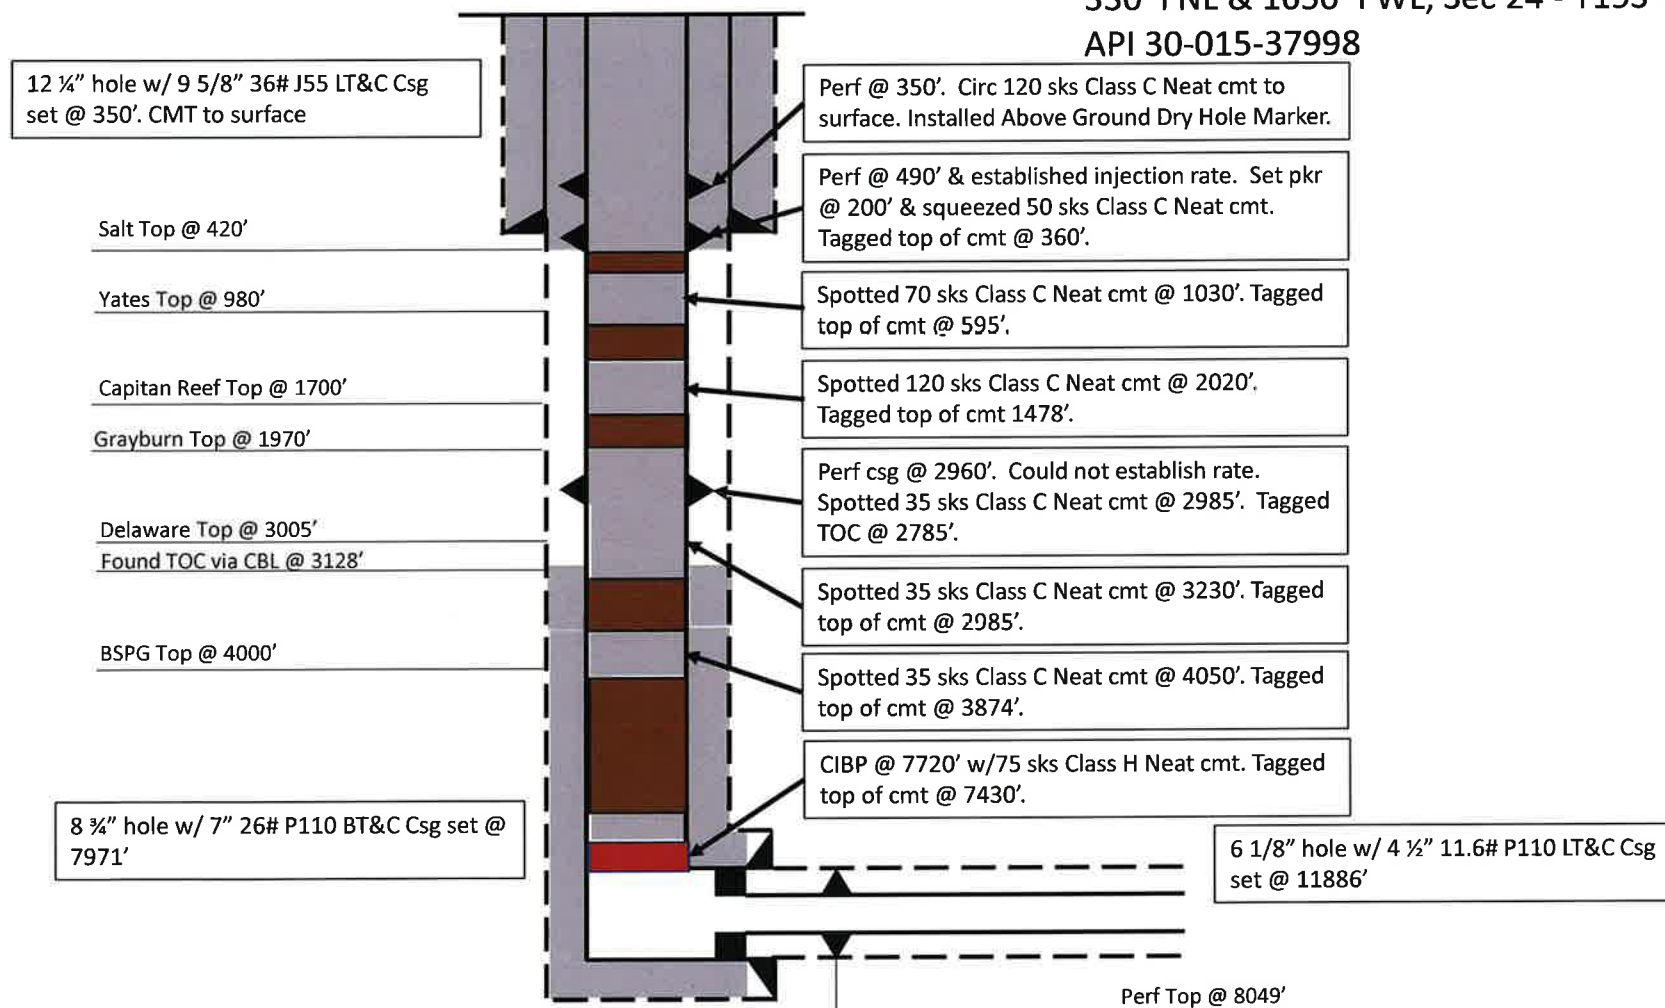 API 30-015-37998
12 ¼” hole w/ 9 5/8” 36# J55 LT&C Csg
set @ 350’. CMT to surface
Perf @ 350’. Circ 120 sks Class C Neat cmt to
surface. Installed Above Ground Dry Hole Marker.
Perf @ 490’ & established injection rate. Set pkr
@ 200’ & squeezed 50 sks Class C Neat cmt.
Tagged top of cmt @ 360’.
Salt Top @ 420’
Spotted 70 sks Class C Neat cmt @ 1030’. Tagged
top of cmt @ 595’.
Yates Top @ 980’
Spotted 120 sks Class C Neat cmt @ 2020’.
Tagged top of cmt 1478’.
Capitan Reef Top @ 1700’
Grayburn Top @ 1970’
Perf csg @ 2960’. Could not establish rate.
Spotted 35 sks Class C Neat cmt @ 2985’. Tagged
TOC @ 2785’.
Delaware Top @ 3005’
Found TOC via CBL @ 3128’
Spotted 35 sks Class C Neat cmt @ 3230’. Tagged
top of cmt @ 2985’.
BSPG Top @ 4000’
Spotted 35 sks Class C Neat cmt @ 4050’. Tagged
top of cmt @ 3874’.
CIBP @ 7720’ w/75 sks Class H Neat cmt. Tagged
top of cmt @ 7430’.
8 ¾” hole w/ 7” 26# P110 BT&C Csg set @
7971’
6 1/8” hole w/ 4 ½” 11.6# P110 LT&C Csg
set @ 11886’
Perf Top @ 8049’